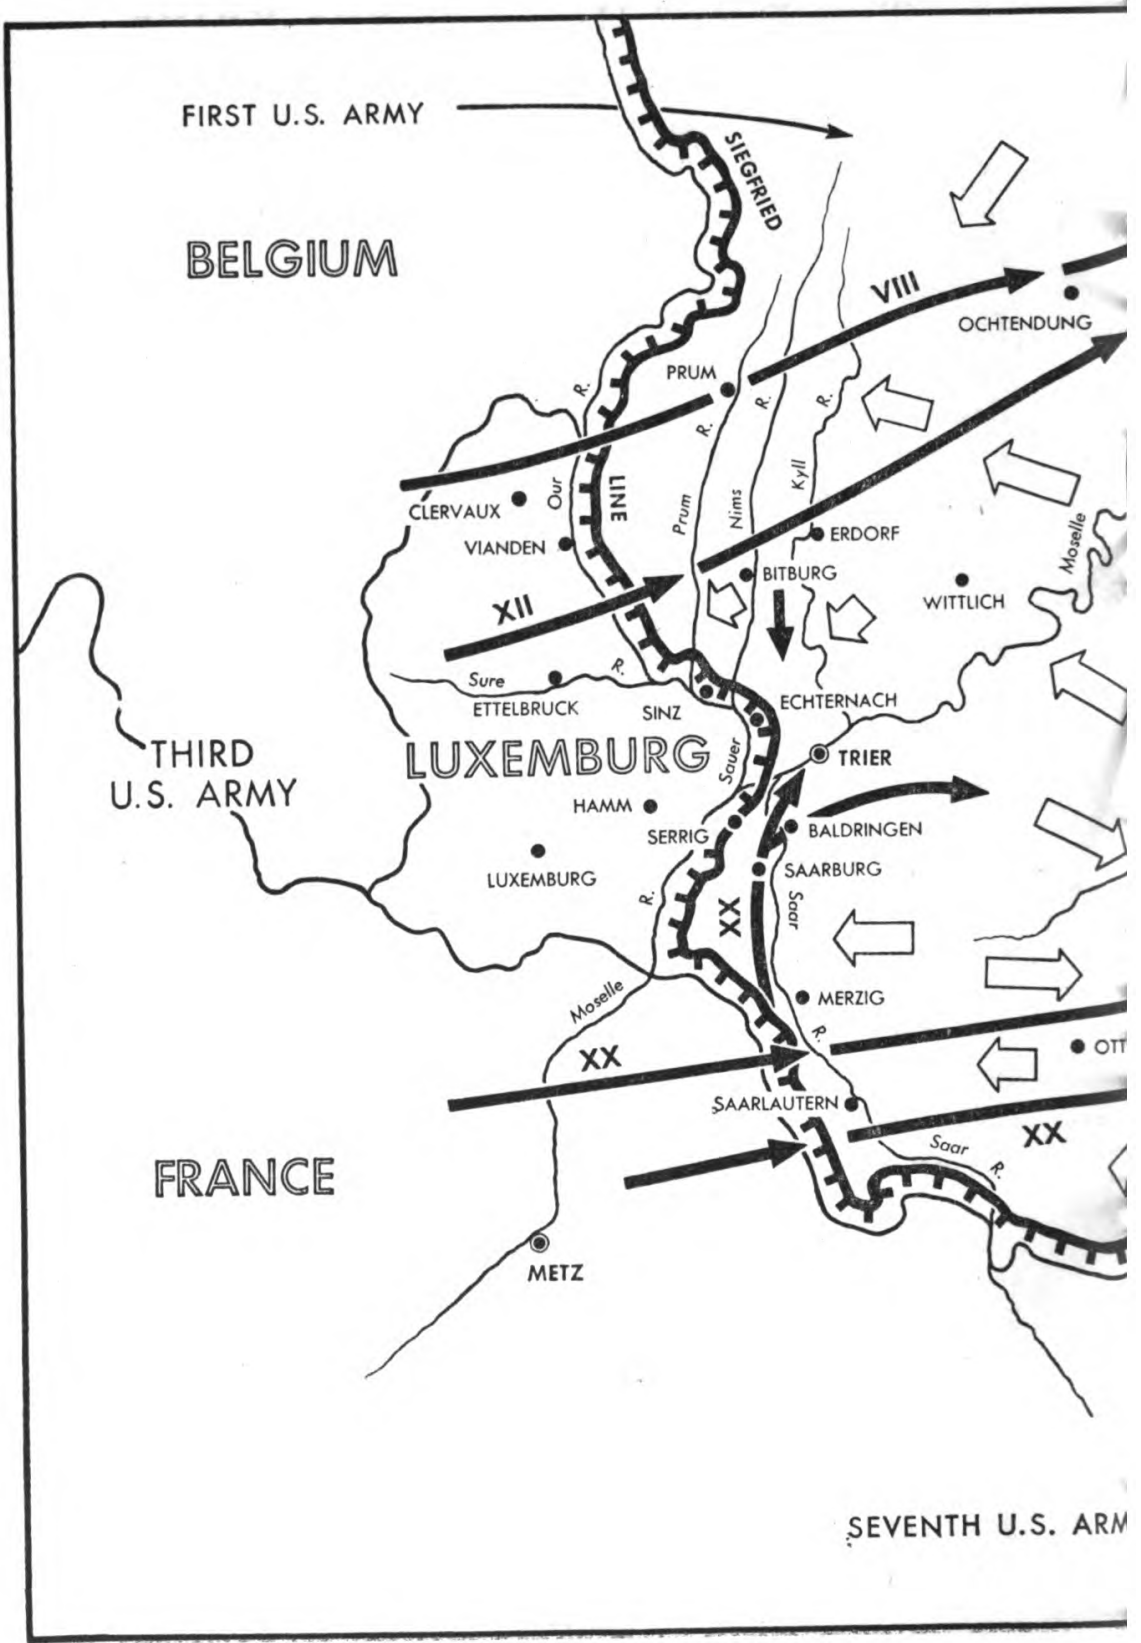 FIRST U.S. ARMY
SIEGFRIED
BELGIUM
VIII
OCHTENDUNG
PRUM
R.
R.
R.
R.
CLERVAUX
Our
LINE
Prum
Nims
Kyll
Moselle
VIANDEN
ERDORF
BITBURG
WITTLICH
XII
Sure
R.
ETTELBRUCK
SINZ
ECHTERNACH
THIRD
U.S. ARMY
LUXEMBURG
Sauer
TRIER
HAMM
SERRIG
BALDRINGEN
LUXEMBURG
SAARBURG
R.
XX
Saar
MERZIG
Moselle
R.
XX
OTT
SAARLAUTERN
XX
Saar
R.
FRANCE
METZ
SEVENTH U.S. ARM